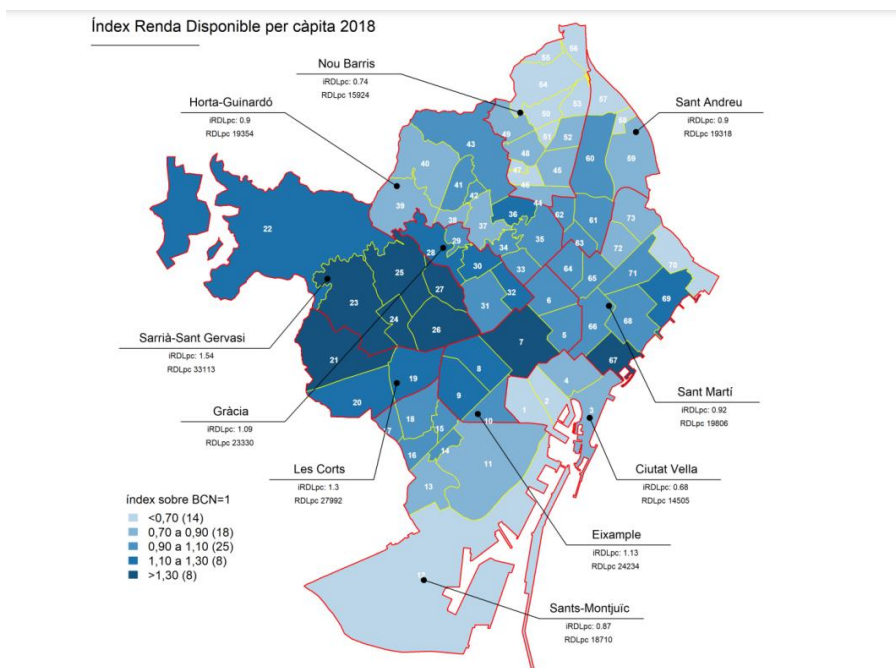 Índex Renda Disponible per càpita 2018
Nou Barris
iRDLpc: 0.74
RDLpc 15924
Horta-Guinardó
iRDLpc: 0.9
RDLpc 19354
Sant Andreu
iRDLpc: 0.9
RDLpc 19318
Sarrià-Sant Gervasi
iRDLpc: 1.54
RDLpc 33113
Gràcia
iRDLpc: 1.09
RDLpc 23330
Les Corts
iRDLpc: 1.3
RDLpc 27992
Sant Martí
iRDLpc: 0.92
RDLpc 19806
Ciutat Vella
iRDLpc: 0.68
RDLpc 14505
Eixample
iRDLpc: 1.13
RDLpc 24234
Sants-Montjuïc
iRDLpc: 0.87
RDLpc 18710
índex sobre BCN=1
<0,70 (14)
0,70 a 0,90 (18)
0,90 a 1,10 (25)
1,10 a 1,30 (8)
>1,30 (8)
56
55
54
57
53
50
58
51
52
49
59
43
48
60
40
47
45
46
41
42
39
44
36
62
61
73
38
37
22
72
28
29
34
35
63
70
25
30
33
64
65
71
27
32
6
69
23
31
24
26
66
68
7
5
21
67
19
8
4
20
9
1
2
3
18
10
15
16
14
11
13